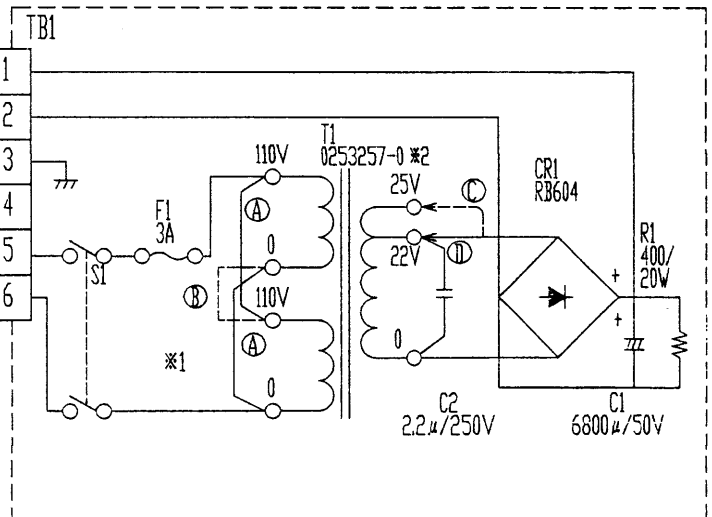 TB1
1
2
3
4
5
6
F1
3A
S1
※1
110V
0
110V
0
Ⓐ
Ⓑ
Ⓐ
T1
0253257-0 ※2
25V
22V
0
Ⓒ
Ⓓ
C2
2.2μ/250V
CR1
RB604
+
+
R1
400/
20W
C1
6800μ/50V